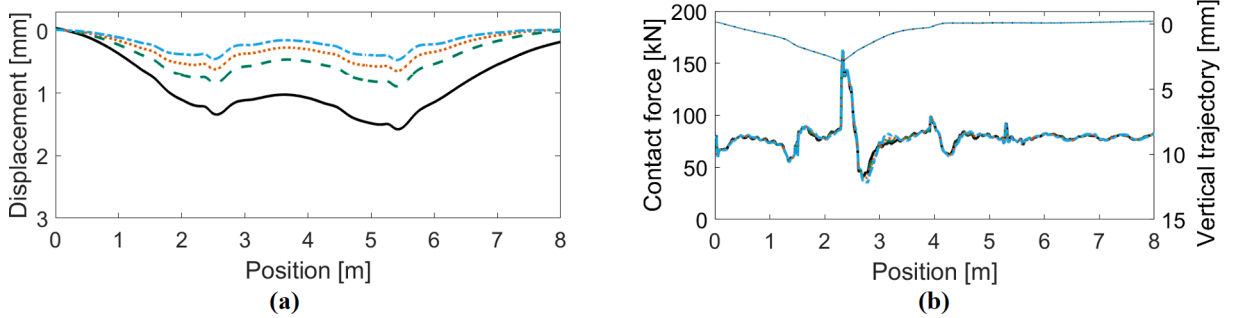 Displacement [mm]
0
1
2
3
0 1 2 3 4 5 6 7 8
Position [m]
(a)
Contact force [kN]
200
150
100
50
0
0 1 2 3 4 5 6 7 8
Position [m]
0
5
10
15
Vertical trajectory [mm]
(b)